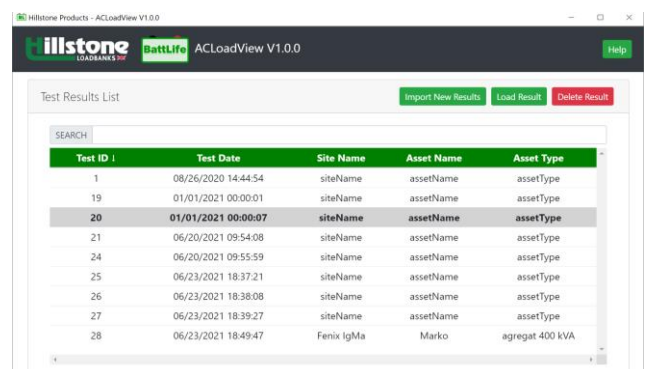 Hillstone Products - ACLoadView V1.0.0
Hillstone
LOADBANKS
BattLife ACLoadView V1.0.0 Help
Test Results List Import New Results Load Result Delete Result
SEARCH
Test ID ↓ Test Date Site Name Asset Name Asset Type
1 08/26/2020 14:44:54 siteName assetName assetType
19 01/01/2021 00:00:01 siteName assetName assetType
20 01/01/2021 00:00:07 siteName assetName assetType
21 06/20/2021 09:54:08 siteName assetName assetType
24 06/20/2021 09:55:59 siteName assetName assetType
25 06/23/2021 18:37:21 siteName assetName assetType
26 06/23/2021 18:38:08 siteName assetName assetType
27 06/23/2021 18:39:27 siteName assetName assetType
28 06/23/2021 18:49:47 Fenix IgMa Marko agregat 400 kVA